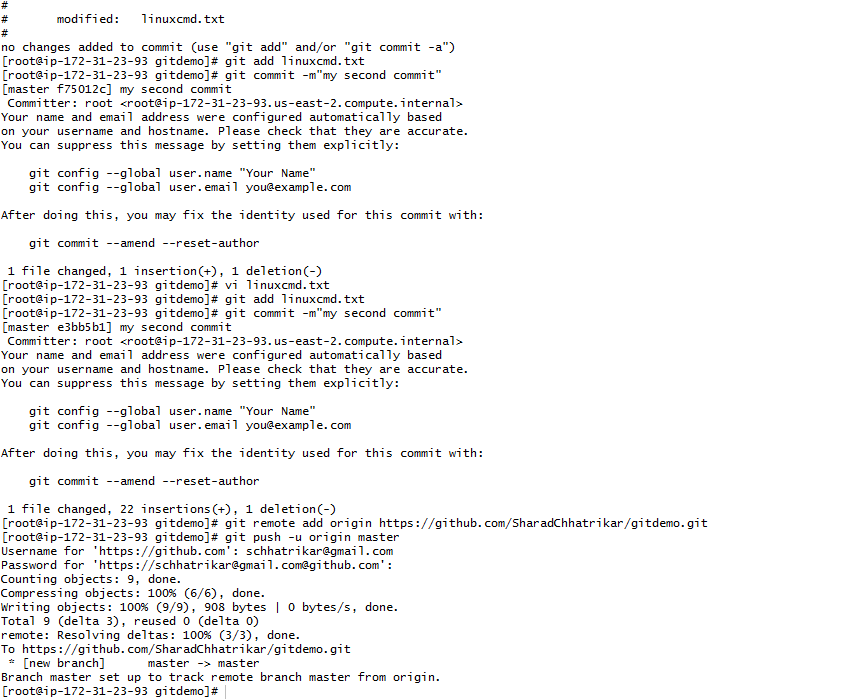 #
#       modified:   linuxcmd.txt
#
no changes added to commit (use "git add" and/or "git commit -a")
[root@ip-172-31-23-93 gitdemo]# git add linuxcmd.txt
[root@ip-172-31-23-93 gitdemo]# git commit -m"my second commit"
[master f75012c] my second commit
 Committer: root <root@ip-172-31-23-93.us-east-2.compute.internal>
Your name and email address were configured automatically based
on your username and hostname. Please check that they are accurate.
You can suppress this message by setting them explicitly:

    git config --global user.name "Your Name"
    git config --global user.email you@example.com

After doing this, you may fix the identity used for this commit with:

    git commit --amend --reset-author

 1 file changed, 1 insertion(+), 1 deletion(-)
[root@ip-172-31-23-93 gitdemo]# vi linuxcmd.txt
[root@ip-172-31-23-93 gitdemo]# git add linuxcmd.txt
[root@ip-172-31-23-93 gitdemo]# git commit -m"my second commit"
[master e3bb5b1] my second commit
 Committer: root <root@ip-172-31-23-93.us-east-2.compute.internal>
Your name and email address were configured automatically based
on your username and hostname. Please check that they are accurate.
You can suppress this message by setting them explicitly:

    git config --global user.name "Your Name"
    git config --global user.email you@example.com

After doing this, you may fix the identity used for this commit with:

    git commit --amend --reset-author

 1 file changed, 22 insertions(+), 1 deletion(-)
[root@ip-172-31-23-93 gitdemo]# git remote add origin https://github.com/SharadChhatrikar/gitdemo.git
[root@ip-172-31-23-93 gitdemo]# git push -u origin master
Username for 'https://github.com': schhatrikar@gmail.com
Password for 'https://schhatrikar@gmail.com@github.com':
Counting objects: 9, done.
Compressing objects: 100% (6/6), done.
Writing objects: 100% (9/9), 908 bytes | 0 bytes/s, done.
Total 9 (delta 3), reused 0 (delta 0)
remote: Resolving deltas: 100% (3/3), done.
To https://github.com/SharadChhatrikar/gitdemo.git
 * [new branch]      master -> master
Branch master set up to track remote branch master from origin.
[root@ip-172-31-23-93 gitdemo]#